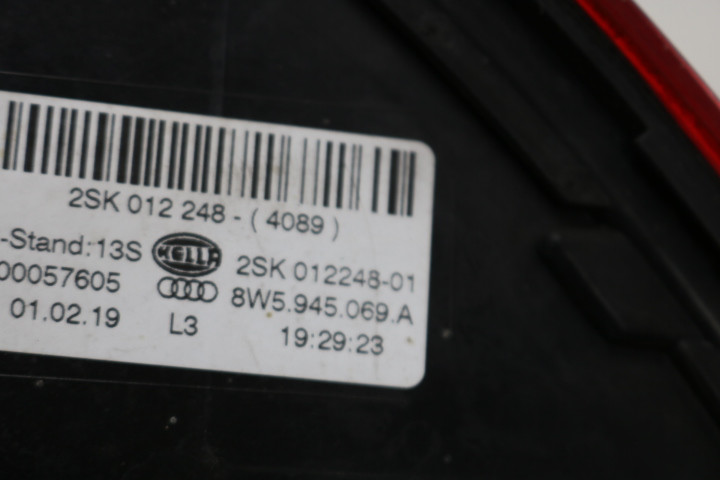 2SK 012 248 - ( 4089 )
-Stand:13S HELLA 2SK 012248-01
00057605 8W5.945.069.A
01.02.19 L3 19:29:23